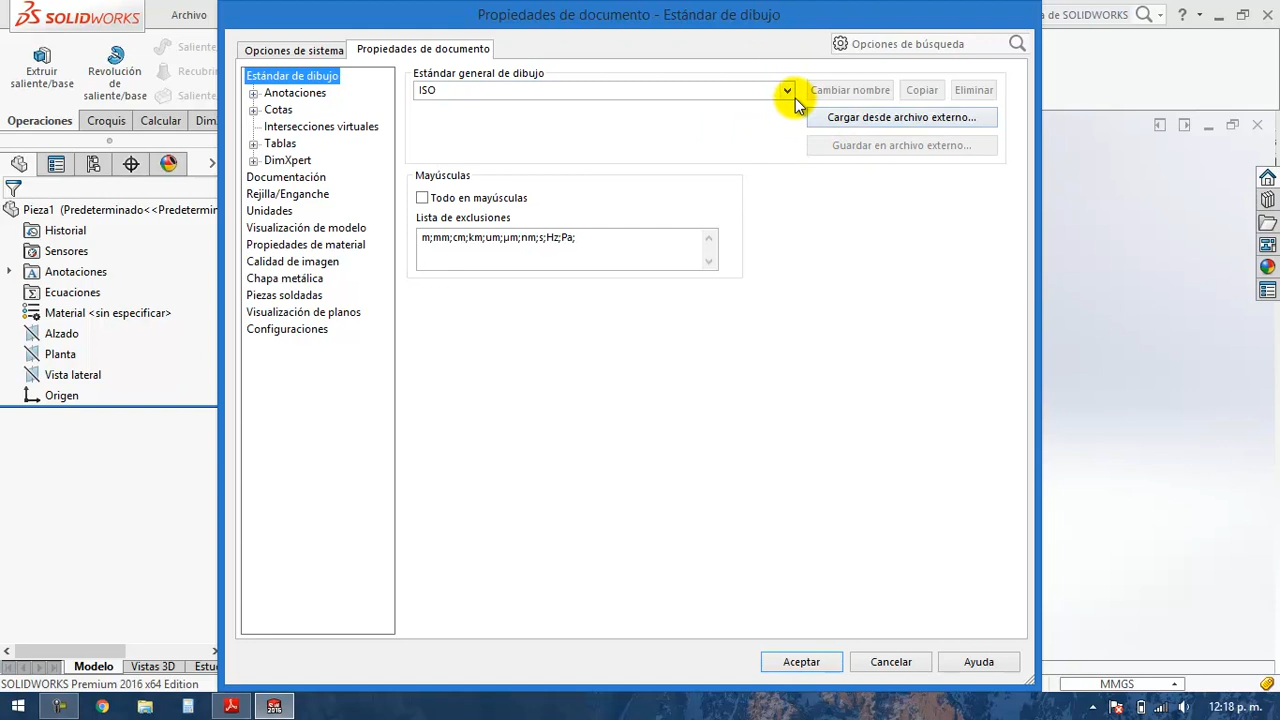 SOLIDWORKS
Archivo
Propiedades de documento - Estándar de dibujo
a de SOLIDWORKS
?
Opciones de sistema
Propiedades de documento
Opciones de búsqueda
Extruir
saliente/base
Revolución
de
saliente/base
Saliente
Recubrir
Saliente
Operaciones
Croquis
Calcular
Dim
Pieza1 (Predeterminado<<Predetermin
Historial
Sensores
Anotaciones
Ecuaciones
Material <sin especificar>
Alzado
Planta
Vista lateral
Origen
Estándar de dibujo
Anotaciones
Cotas
Intersecciones virtuales
Tablas
DimXpert
Documentación
Rejilla/Enganche
Unidades
Visualización de modelo
Propiedades de material
Calidad de imagen
Chapa metálica
Piezas soldadas
Visualización de planos
Configuraciones
Estándar general de dibujo
ISO
Cambiar nombre
Copiar
Eliminar
Cargar desde archivo externo...
Guardar en archivo externo...
Mayúsculas
Todo en mayúsculas
Lista de exclusiones
m;mm;cm;km;um;µm;nm;s;Hz;Pa;
Aceptar
Cancelar
Ayuda
Modelo
Vistas 3D
Estu
SOLIDWORKS Premium 2016 x64 Edition
MMGS
12:18 p. m.